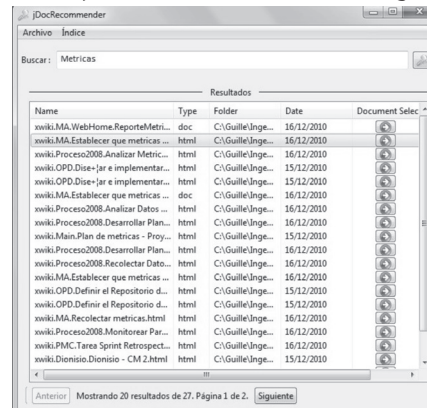 jDocRecommender
Archivo Índice
Buscar: Metricas
Resultados
Name Type Folder Date Document Selec
xwiki.MA.WebHome.ReporteMetri... doc C:\Guille\Inge... 16/12/2010
xwiki.MA.Establecer que metricas ... html C:\Guille\Inge... 16/12/2010
xwiki.Proceso2008.Analizar Metric... html C:\Guille\Inge... 16/12/2010
xwiki.OPD.Dise+¦ar e implementar... html C:\Guille\Inge... 15/12/2010
xwiki.OPD.Dise+¦ar e implementar... html C:\Guille\Inge... 15/12/2010
xwiki.MA.Establecer que metricas ... doc C:\Guille\Inge... 16/12/2010
xwiki.Proceso2008.Analizar Datos ... html C:\Guille\Inge... 16/12/2010
xwiki.Proceso2008.Desarrollar Plan... html C:\Guille\Inge... 16/12/2010
xwiki.Main.Plan de metricas - Proy... html C:\Guille\Inge... 15/12/2010
xwiki.Proceso2008.Desarrollar Plan... html C:\Guille\Inge... 16/12/2010
xwiki.Proceso2008.Recolectar Dato... html C:\Guille\Inge... 16/12/2010
xwiki.MA.Establecer que metricas ... html C:\Guille\Inge... 16/12/2010
xwiki.OPD.Definir el Repositorio d... html C:\Guille\Inge... 15/12/2010
xwiki.OPD.Definir el Repositorio d... html C:\Guille\Inge... 15/12/2010
xwiki.MA.Recolectar metricas.html html C:\Guille\Inge... 16/12/2010
xwiki.Proceso2008.Monitorear Par... html C:\Guille\Inge... 16/12/2010
xwiki.PMC.Tarea Sprint Retrospect... html C:\Guille\Inge... 16/12/2010
xwiki.Dionisio.Dionisio - CM 2.html html C:\Guille\Inge... 15/12/2010
Anterior Mostrando 20 resultados de 27. Página 1 de 2. Siguiente